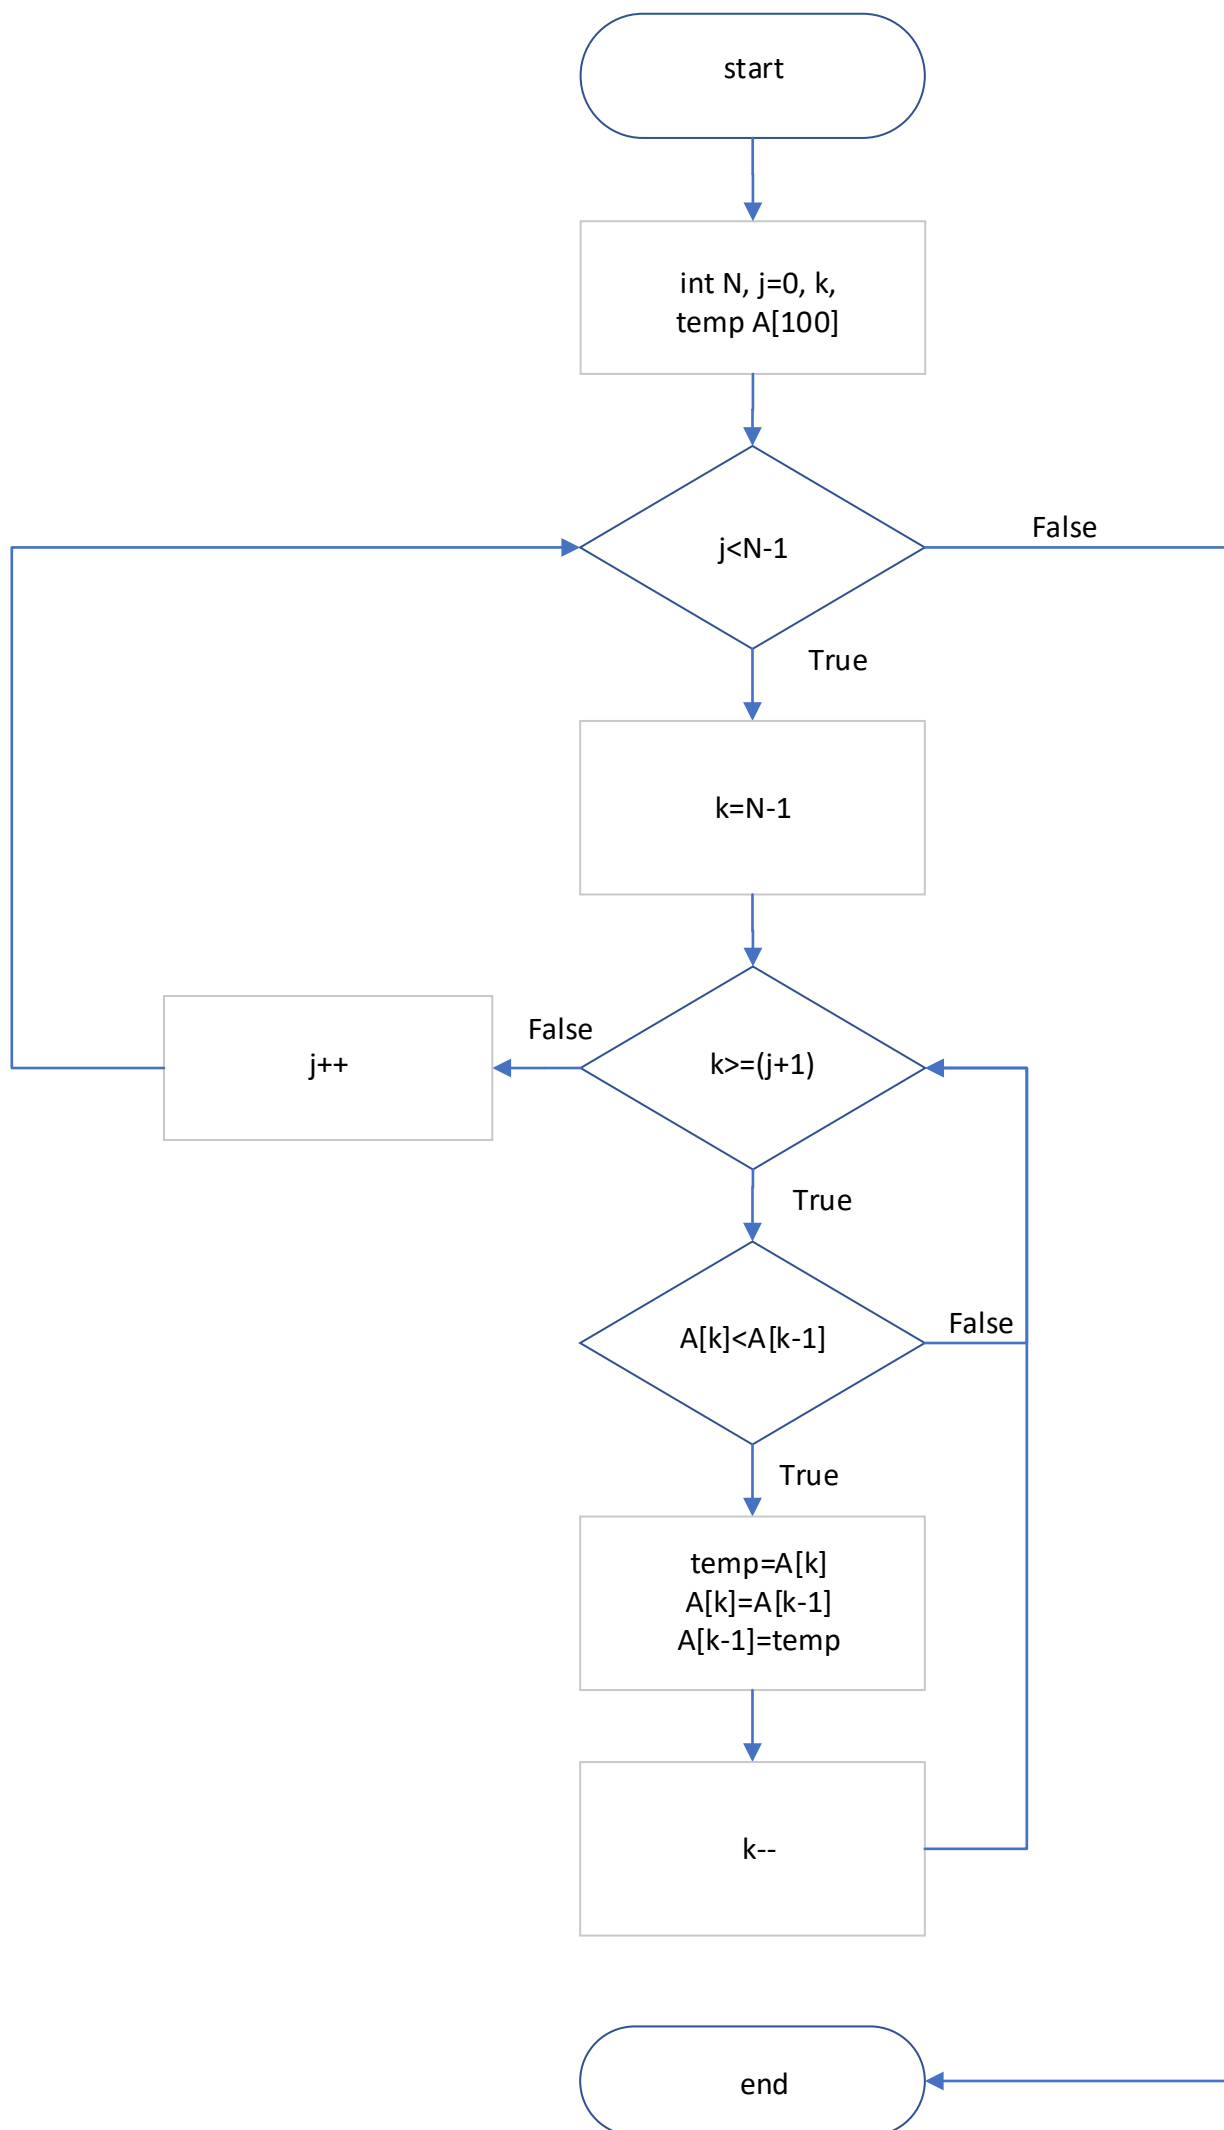 start
int N, j=0, k,
temp A[100]
j<N-1
False
True
k=N-1
k>=(j+1)
False
j++
True
A[k]<A[k-1]
False
True
temp=A[k]
A[k]=A[k-1]
A[k-1]=temp
k--
end